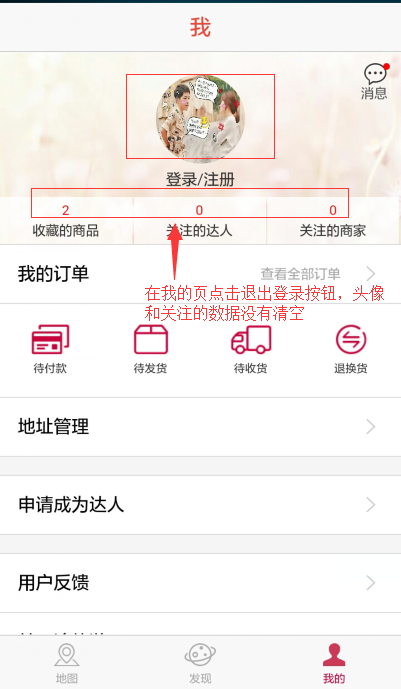 我
消息
登录/注册
2 0 0
收藏的商品 关注的达人 关注的商家
我的订单 查看全部订单
在我的页点击退出登录按钮，头像
和关注的数据没有清空
待付款 待发货 待收货 退换货
地址管理
申请成为达人
用户反馈
地图 发现 我的